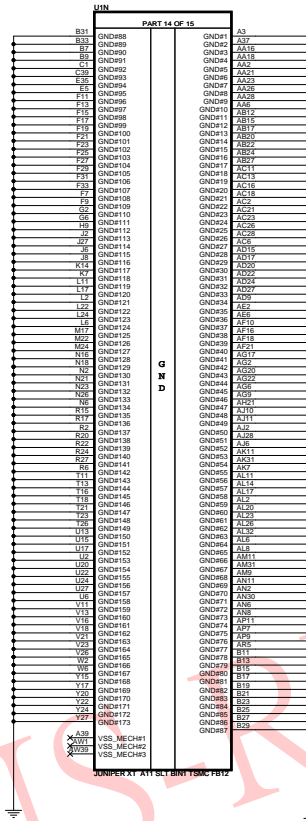 U1N
PART 14 OF 15
B31 GND#88 GND#1 A3
B33 GND#89 GND#2 A37
B7 GND#90 GND#3 AA16
B9 GND#91 GND#4 AA18
C1 GND#92 GND#5 AA2
C39 GND#93 GND#6 AA21
E35 GND#94 GND#7 AA23
E5 GND#95 GND#8 AA26
F11 GND#96 GND#9 AA28
F13 GND#97 GND#10 AA6
F15 GND#98 GND#11 AB12
F17 GND#99 GND#12 AB15
F19 GND#100 GND#13 AB17
F21 GND#101 GND#14 AB20
F23 GND#102 GND#15 AB22
F25 GND#103 GND#16 AB24
F27 GND#104 GND#17 AB27
F29 GND#105 GND#18 AC11
F31 GND#106 GND#19 AC13
F33 GND#107 GND#20 AC16
F7 GND#108 GND#21 AC18
F9 GND#109 GND#22 AC2
G2 GND#110 GND#23 AC21
G6 GND#111 GND#24 AC23
H9 GND#112 GND#25 AC26
J2 GND#113 GND#26 AC28
J27 GND#114 GND#27 AC6
J6 GND#115 GND#28 AD15
J8 GND#116 GND#29 AD17
K14 GND#117 GND#30 AD20
K7 GND#118 GND#31 AD22
L11 GND#119 GND#32 AD24
L17 GND#120 GND#33 AD27
L2 GND#121 GND#34 AD9
L22 GND#122 GND#35 AE2
L24 GND#123 GND#36 AE6
L6 GND#124 GND#37 AF10
M17 GND#125 GND#38 AF16
M22 GND#126 GND#39 AF18
M24 GND#127 GND#40 AF21
N16 GND#128 GND#41 AG17
N18 GND#129 G GND#42 AG2
N2 GND#130 GND#43 AG20
N21 GND#131 N GND#44 AG22
N23 GND#132 GND#45 AG6
N26 GND#133 D GND#46 AG9
N6 GND#134 GND#47 AH21
R15 GND#135 GND#48 AJ10
R17 GND#136 GND#49 AJ11
R2 GND#137 GND#50 AJ2
R20 GND#138 GND#51 AJ28
R22 GND#139 GND#52 AJ6
R24 GND#140 GND#53 AK11
R27 GND#141 GND#54 AK31
R6 GND#142 GND#55 AK7
T11 GND#143 GND#56 AL11
T13 GND#144 GND#57 AL14
T16 GND#145 GND#58 AL17
T18 GND#146 GND#59 AL2
T21 GND#147 GND#60 AL20
T23 GND#148 GND#61 AL23
T26 GND#149 GND#62 AL26
U13 GND#150 GND#63 AL32
U15 GND#151 GND#64 AL6
U17 GND#152 GND#65 AL8
U2 GND#153 GND#66 AM11
U20 GND#154 GND#67 AM31
U22 GND#155 GND#68 AM9
U24 GND#156 GND#69 AN11
U27 GND#157 GND#70 AN2
U6 GND#158 GND#71 AN30
V11 GND#159 GND#72 AN6
V13 GND#160 GND#73 AN8
V16 GND#161 GND#74 AP11
V18 GND#162 GND#75 AP7
V21 GND#163 GND#76 AP9
V23 GND#164 GND#77 AR5
V26 GND#165 GND#78 B11
W2 GND#166 GND#79 B13
W6 GND#167 GND#80 B15
Y15 GND#168 GND#81 B17
Y17 GND#169 GND#82 B19
Y20 GND#170 GND#83 B21
Y22 GND#171 GND#84 B23
Y24 GND#172 GND#85 B25
Y27 GND#173 GND#86 B27
GND#87 B29
A39 VSS_MECH#1
AW1 VSS_MECH#2
AW39 VSS_MECH#3
JUNIPER XT A11 SLT BIN1 TSMC FB12